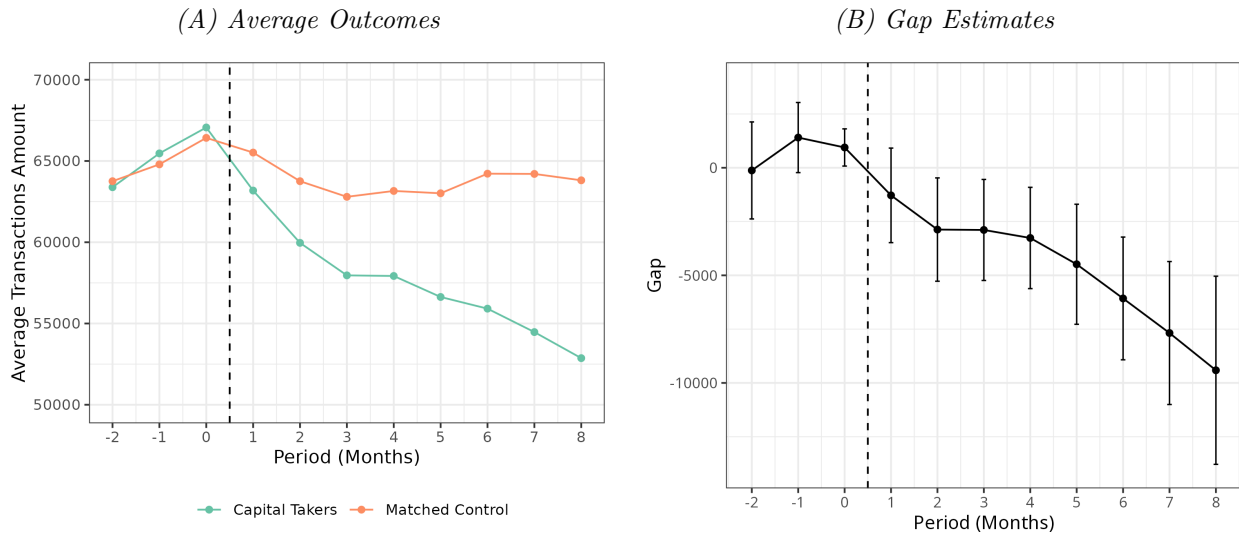 (A) Average Outcomes
70000
65000
60000
55000
50000
Average Transactions Amount
-2 -1 0 1 2 3 4 5 6 7 8
Period (Months)
Capital Takers Matched Control
(B) Gap Estimates
0
-5000
-10000
Gap
-2 -1 0 1 2 3 4 5 6 7 8
Period (Months)